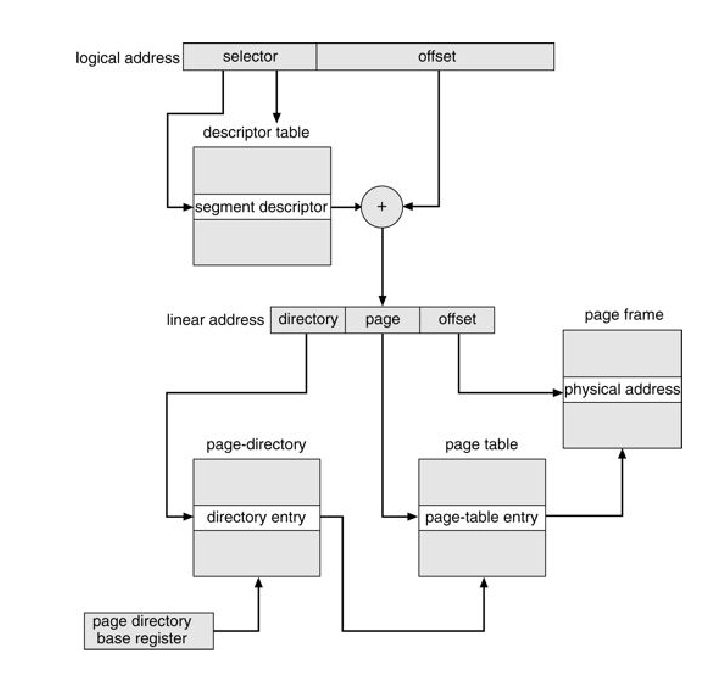 logical address
selector
offset
descriptor table
segment descriptor
+
linear address
directory
page
offset
page frame
physical address
page-directory
page table
directory entry
page-table entry
page directory
base register